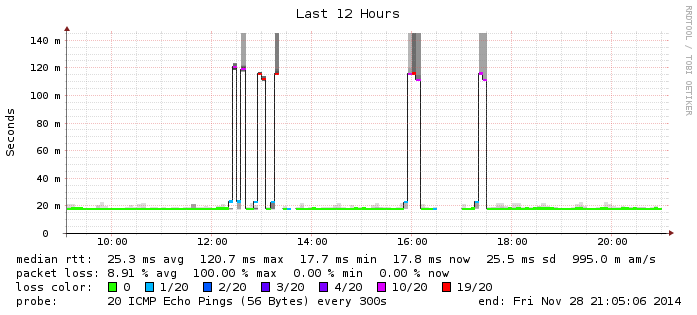 Last 12 Hours
RRDTOOL / TOBI OETIKER
Seconds
140 m
120 m
100 m
80 m
60 m
40 m
20 m
0
10:00 12:00 14:00 16:00 18:00 20:00
median rtt: 25.3 ms avg 120.7 ms max 17.7 ms min 17.8 ms now 25.5 ms sd 995.0 m am/s
packet loss: 8.91 % avg 100.00 % max 0.00 % min 0.00 % now
loss color: 0 1/20 2/20 3/20 4/20 10/20 19/20
probe: 20 ICMP Echo Pings (56 Bytes) every 300s end: Fri Nov 28 21:05:06 2014